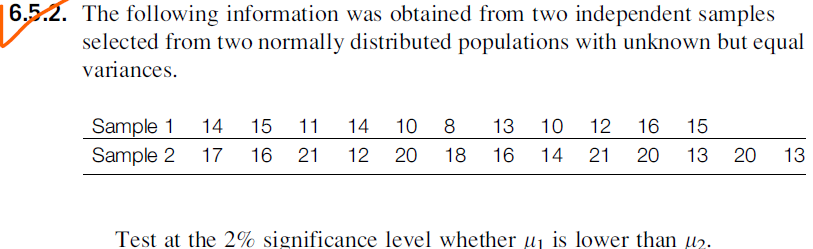 6.5.2. The following information was obtained from two independent samples
selected from two normally distributed populations with unknown but equal
variances.
Sample 1 14 15 11 14 10 8 13 10 12 16 15
Sample 2 17 16 21 12 20 18 16 14 21 20 13 20 13
Test at the 2% significance level whether μ₁ is lower than μ₂.